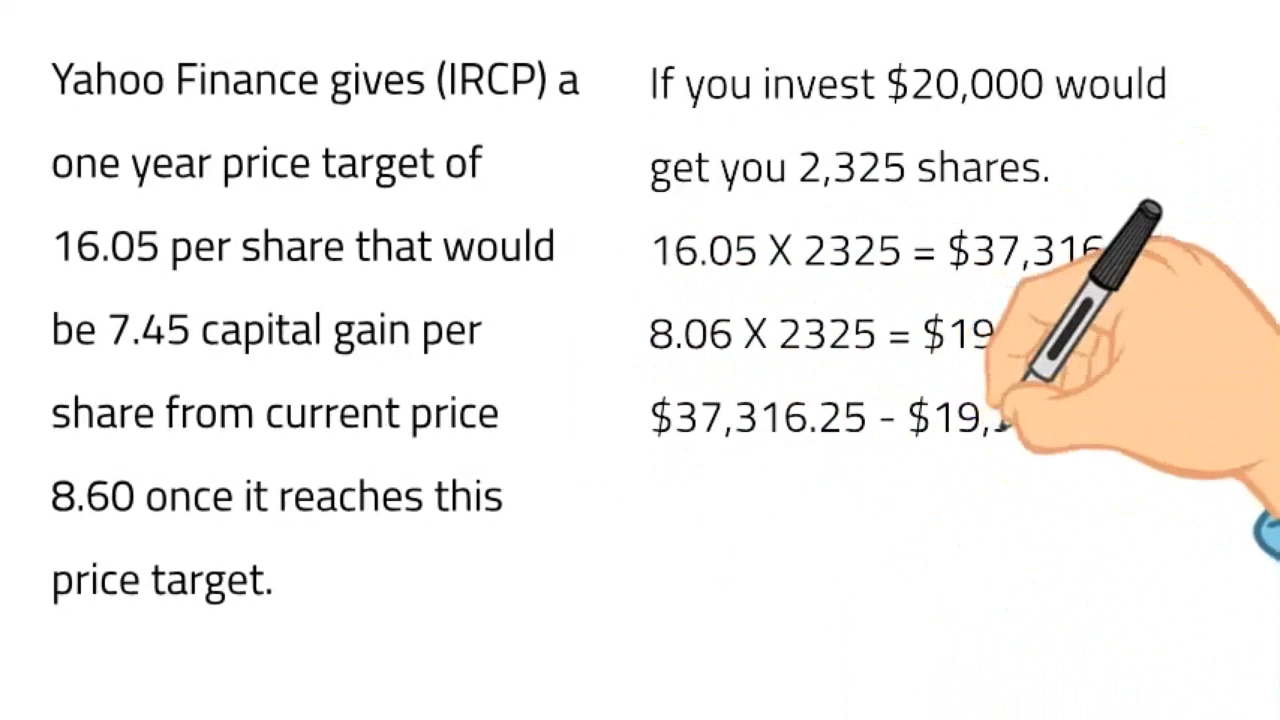 Yahoo Finance gives (IRCP) a
one year price target of
16.05 per share that would
be 7.45 capital gain per
share from current price
8.60 once it reaches this
price target.
If you invest $20,000 would
get you 2,325 shares.
16.05 X 2325 = $37,316
8.06 X 2325 = $19
$37,316.25 - $19,